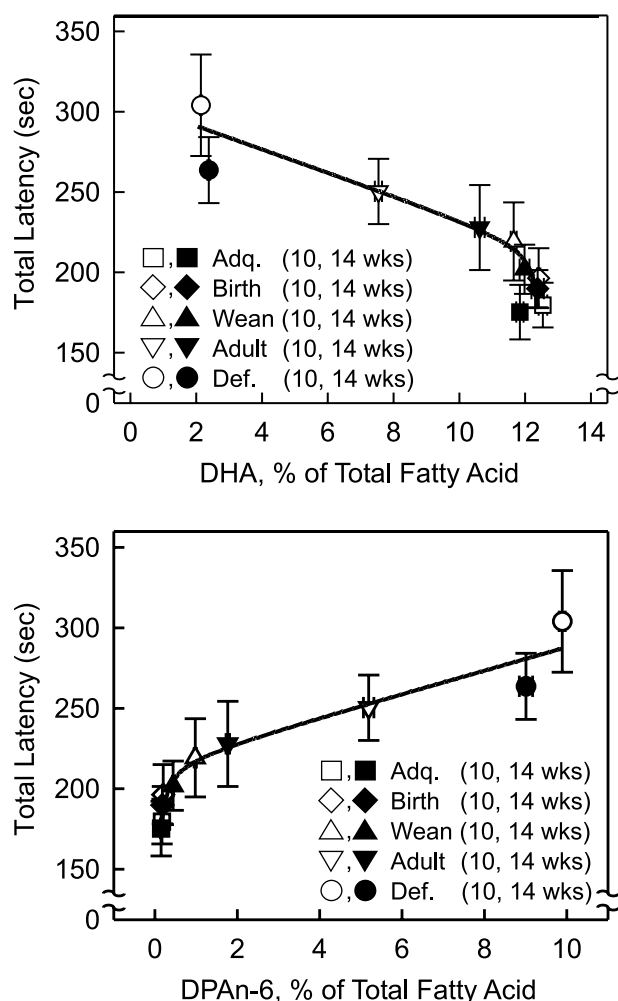 350
300
250
200
150
0
Total Latency (sec)
Adq. (10, 14 wks)
Birth (10, 14 wks)
Wean (10, 14 wks)
Adult (10, 14 wks)
Def. (10, 14 wks)
0 2 4 6 8 10 12 14
DHA, % of Total Fatty Acid
350
300
250
200
150
0
Total Latency (sec)
Adq. (10, 14 wks)
Birth (10, 14 wks)
Wean (10, 14 wks)
Adult (10, 14 wks)
Def. (10, 14 wks)
0 2 4 6 8 10
DPAn-6, % of Total Fatty Acid